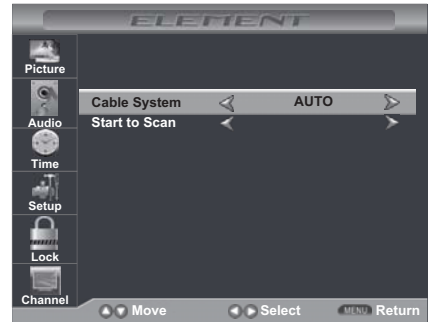 ELEMENT
Picture
Audio
Time
Setup
Lock
Channel
Cable System AUTO
Start to Scan
Move Select MENU Return